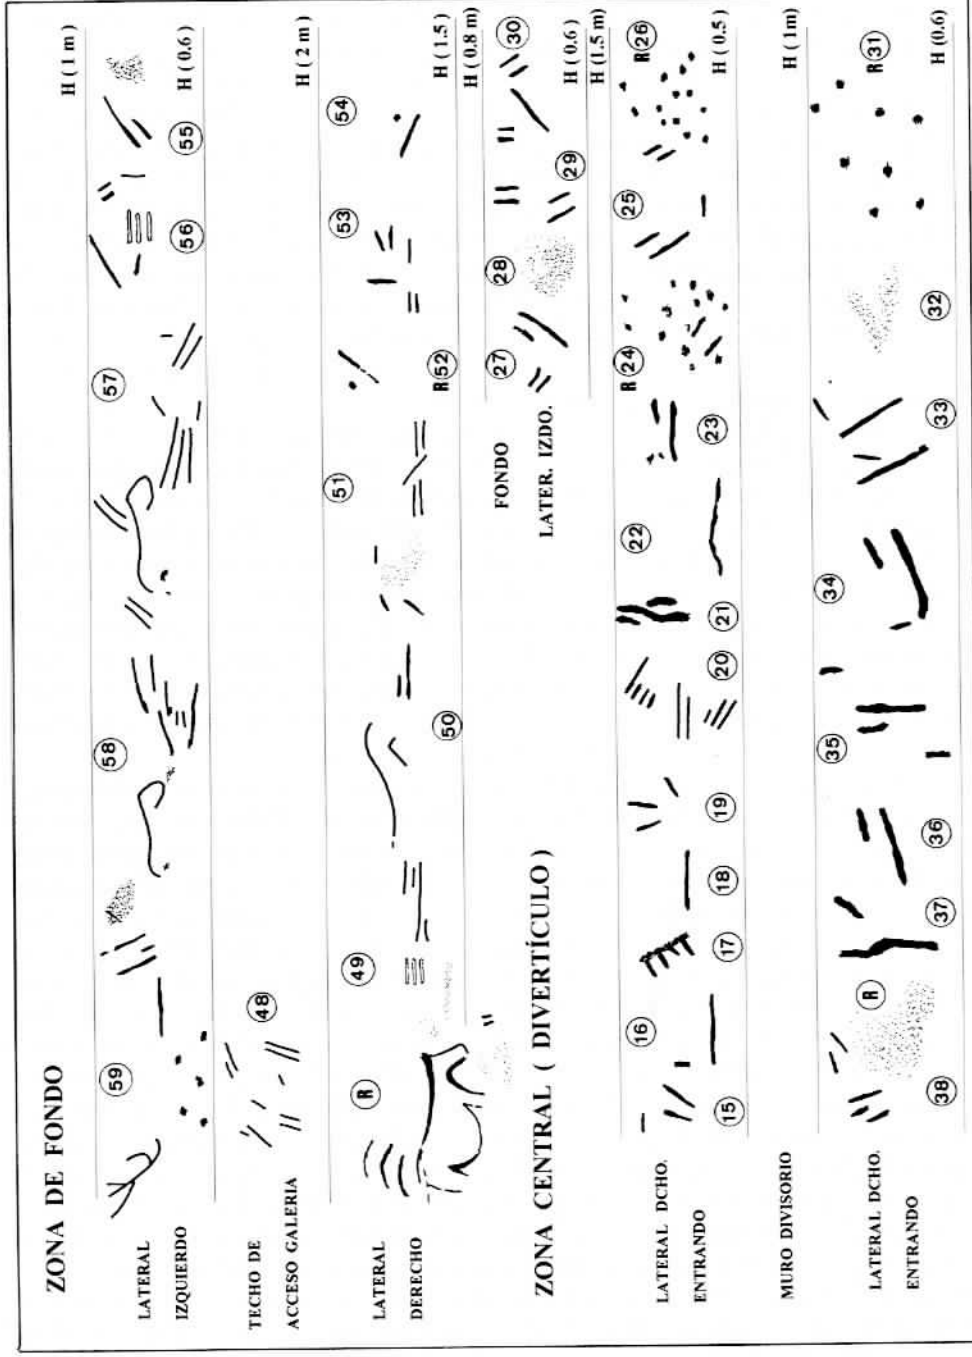 ZONA DE FONDO
H ( 1 m )
59 58 57
LATERAL
IZQUIERDO
56 55
H ( 0.6 )
TECHO DE
ACCESO GALERIA
48
H ( 2 m )
R 49 51 53 54
LATERAL
DERECHO
50 R 52
H ( 1.5 )
H ( 0.8 m )
27 28 30
FONDO
LATER. IZDO.
29
H (0.6)
H (1.5 m)
ZONA CENTRAL ( DIVERTÍCULO )
16 22 R 24 25 R 26
LATERAL DCHO.
ENTRANDO
15 17 18 19 20 21 23
H ( 0.5 )
MURO DIVISORIO
H ( 1m )
35 34
LATERAL DCHO.
ENTRANDO
R R 31
38 37 36 33 32
H (0.6)